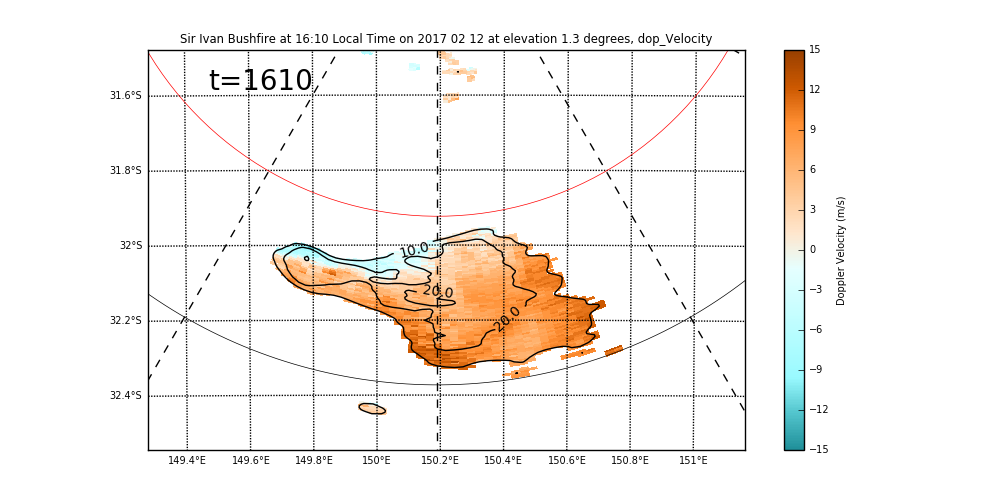 Sir Ivan Bushfire at 16:10 Local Time on 2017 02 12 at elevation 1.3 degrees, dop_Velocity
t=1610
31.6°S
31.8°S
32°S
32.2°S
32.4°S
10.0
20.0
20.0
149.4°E 149.6°E 149.8°E 150°E 150.2°E 150.4°E 150.6°E 150.8°E 151°E
15
12
9
6
3
0
−3
−6
−9
−12
−15
Doppler Velocity (m/s)